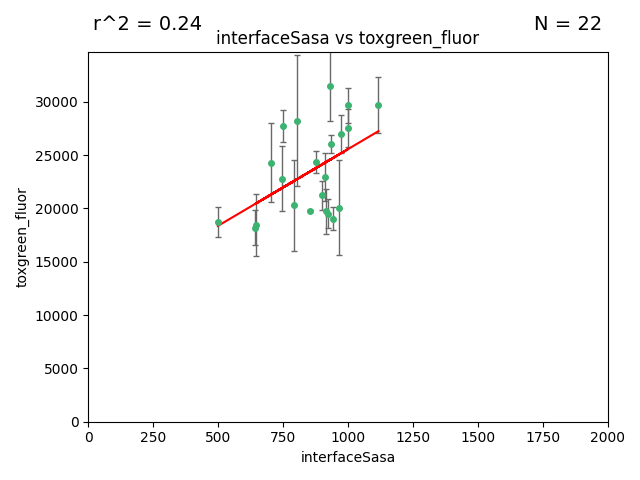 r^2 = 0.24
N = 22
interfaceSasa vs toxgreen_fluor
30000
25000
20000
15000
10000
5000
0
toxgreen_fluor
0 250 500 750 1000 1250 1500 1750 2000
interfaceSasa